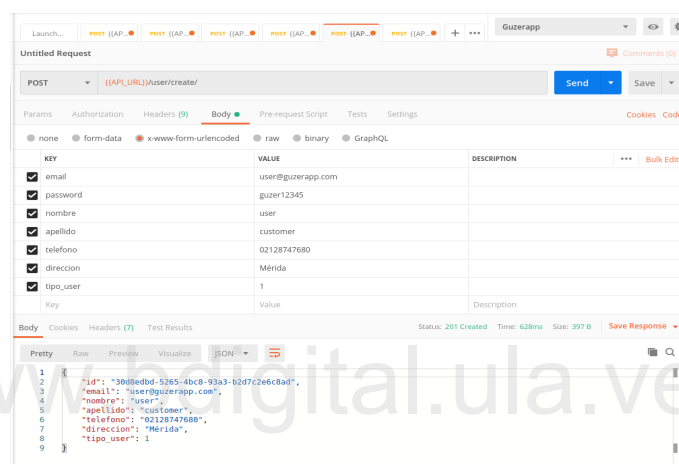 Launch... POST {{AP... POST {{AP... POST {{AP... POST {{AP... POST {{AP... POST {{AP... + ••• Guzerapp
Untitled Request Comments (0)
POST {{API_URL}}/user/create/ Send Save
Params Authorization Headers (9) Body Pre-request Script Tests Settings Cookies Code
none form-data x-www-form-urlencoded raw binary GraphQL
KEY VALUE DESCRIPTION ••• Bulk Edit
email user@guzerapp.com
password guzer12345
nombre user
apellido customer
telefono 02128747680
direccion Mérida
tipo_user 1
Key Value Description
Body Cookies Headers (7) Test Results Status: 201 Created Time: 628ms Size: 397 B Save Response
Pretty Raw Preview Visualize JSON
1 {
2 "id": "30d8edbd-5265-4bc8-93a3-b2d7c2e6c8ad",
3 "email": "user@guzerapp.com",
4 "nombre": "user",
5 "apellido": "customer",
6 "telefono": "02128747680",
7 "direccion": "Mérida",
8 "tipo_user": 1
9 }
www.bdigital.ula.ve